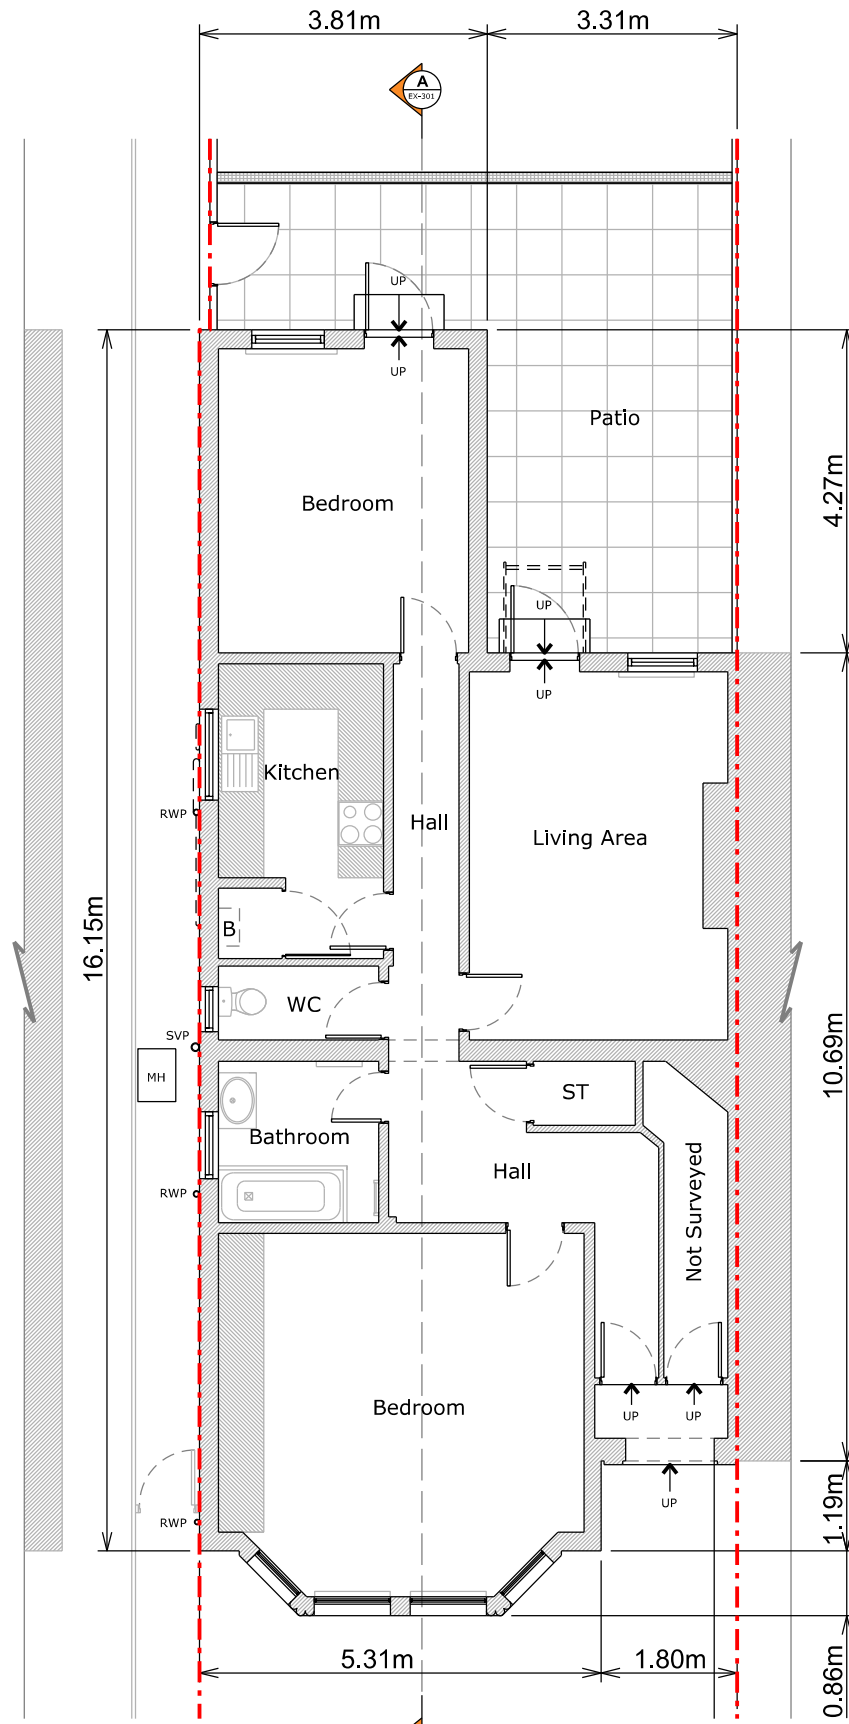 3.81m
3.31m
A
EX-301
UP
UP
Patio
4.27m
Bedroom
UP
UP
Kitchen
RWP
Hall
Living Area
B
16.15m
WC
SVP
MH
10.69m
ST
Bathroom
Hall
Not Surveyed
RWP
Bedroom
UP
UP
UP
RWP
1.19m
5.31m
1.80m
0.86m